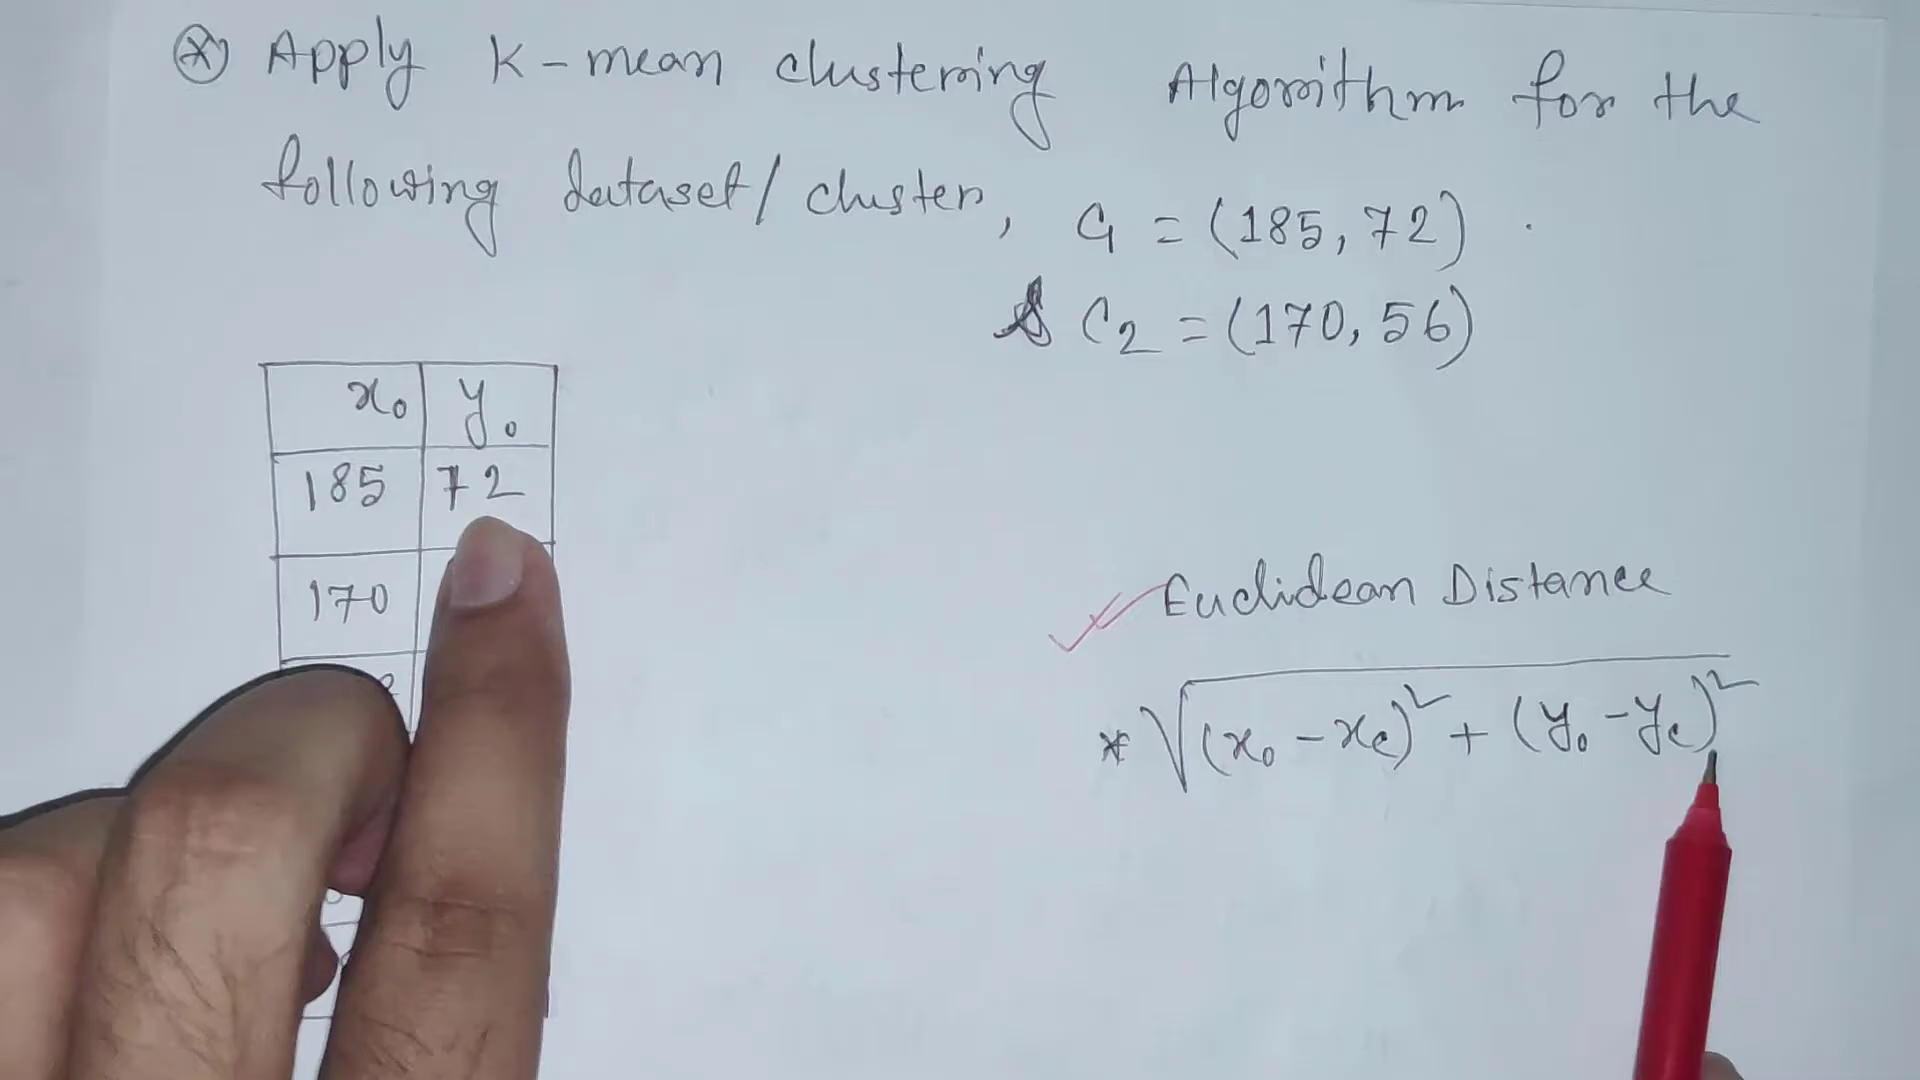 Apply K-mean clustering Algorithm for the
following dataset/cluster, C1 = (185, 72)
& C2 = (170, 56)
x₀ y₀
185 72
170
Euclidean Distance
* √(x₀ - xc)² + (y₀ - yc)²